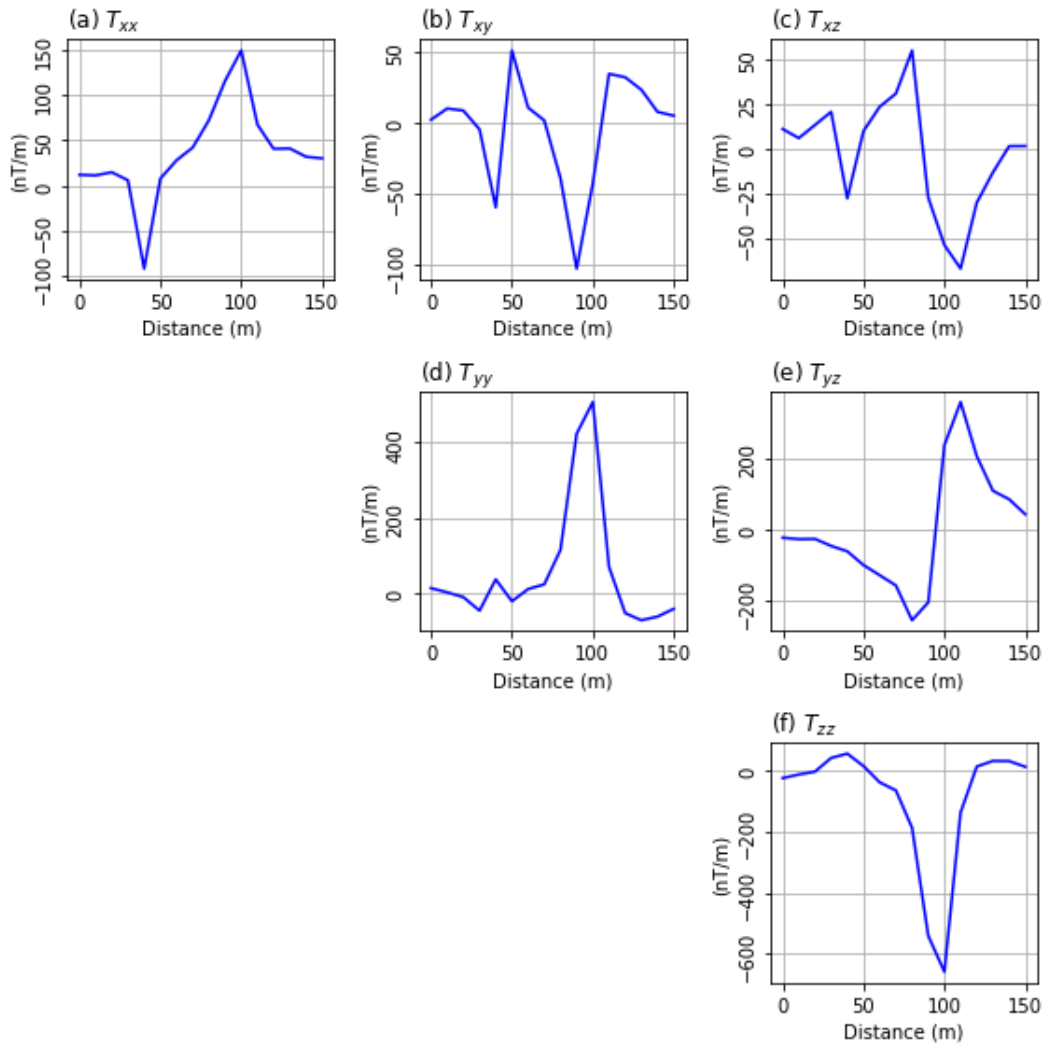 (a) Txx
150
100
50
0
−50
−100
(nT/m)
0 50 100 150
Distance (m)
(b) Txy
50
0
−50
−100
(nT/m)
0 50 100 150
Distance (m)
(c) Txz
50
25
0
−25
−50
(nT/m)
0 50 100 150
Distance (m)
(d) Tyy
400
200
0
(nT/m)
0 50 100 150
Distance (m)
(e) Tyz
200
0
−200
(nT/m)
0 50 100 150
Distance (m)
(f) Tzz
0
−200
−400
−600
(nT/m)
0 50 100 150
Distance (m)